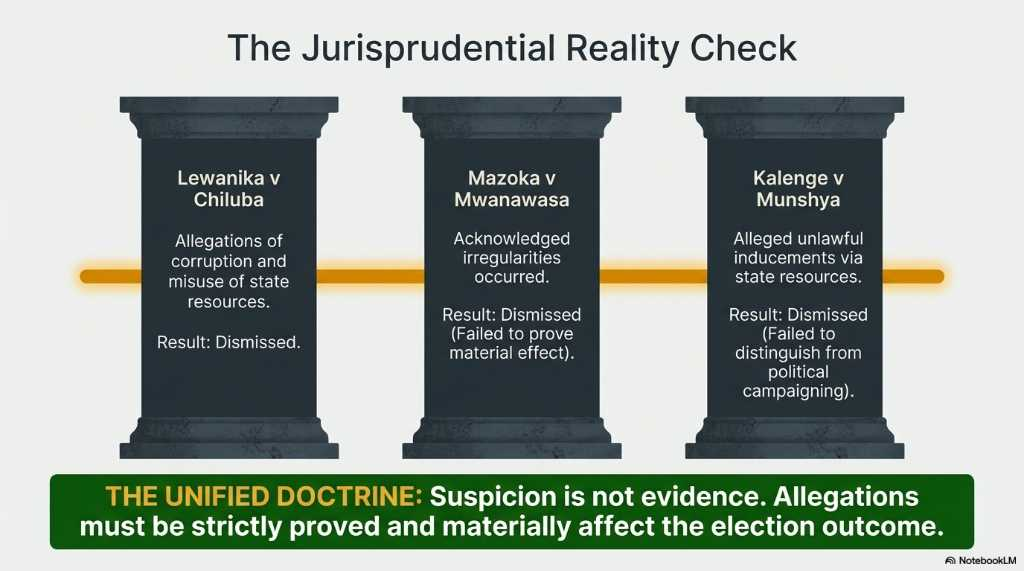 The Jurisprudential Reality Check
Lewanika v
Chiluba
Allegations of
corruption and
misuse of state
resources.
Result: Dismissed.
Mazoka v
Mwanawasa
Acknowledged
irregularities
occurred.
Result: Dismissed
(Failed to prove
material effect).
Kalenge v
Munshya
Alleged unlawful
inducements via
state resources.
Result: Dismissed
(Failed to
distinguish from
political
campaigning).
THE UNIFIED DOCTRINE: Suspicion is not evidence. Allegations
must be strictly proved and materially affect the election outcome.
NotebookLM